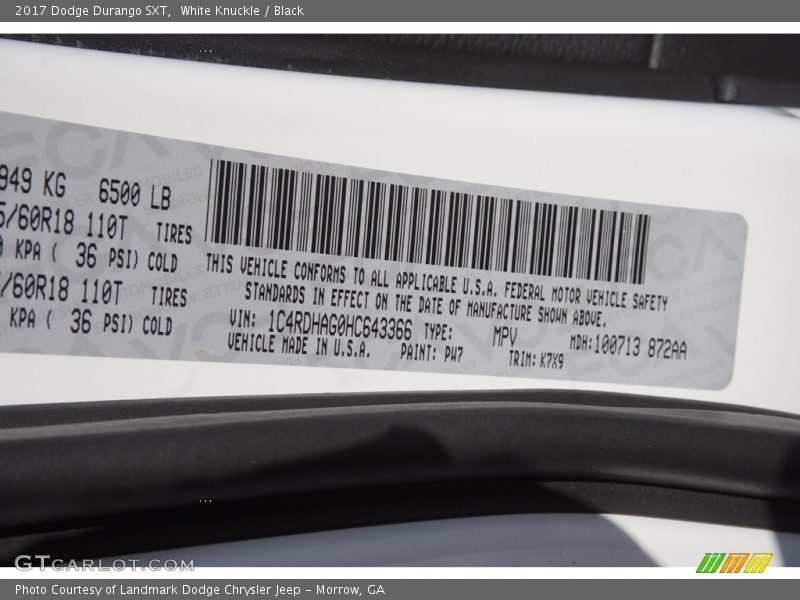 2017 Dodge Durango SXT,  White Knuckle / Black
949 KG 6500 LB
5/60R18 110T TIRES
KPA ( 36 PSI) COLD
/60R18 110T TIRES
KPA ( 36 PSI) COLD
THIS VEHICLE CONFORMS TO ALL APPLICABLE U.S.A. FEDERAL MOTOR VEHICLE SAFETY
STANDARDS IN EFFECT ON THE DATE OF MANUFACTURE SHOWN ABOVE.
VIN: 1C4RDHAG0HC643366 TYPE: MPV MDH:100713 872AA
VEHICLE MADE IN U.S.A. PAINT: PW7 TRIM: K7X9
GTCARLOT.COM
Photo Courtesy of Landmark Dodge Chrysler Jeep – Morrow, GA